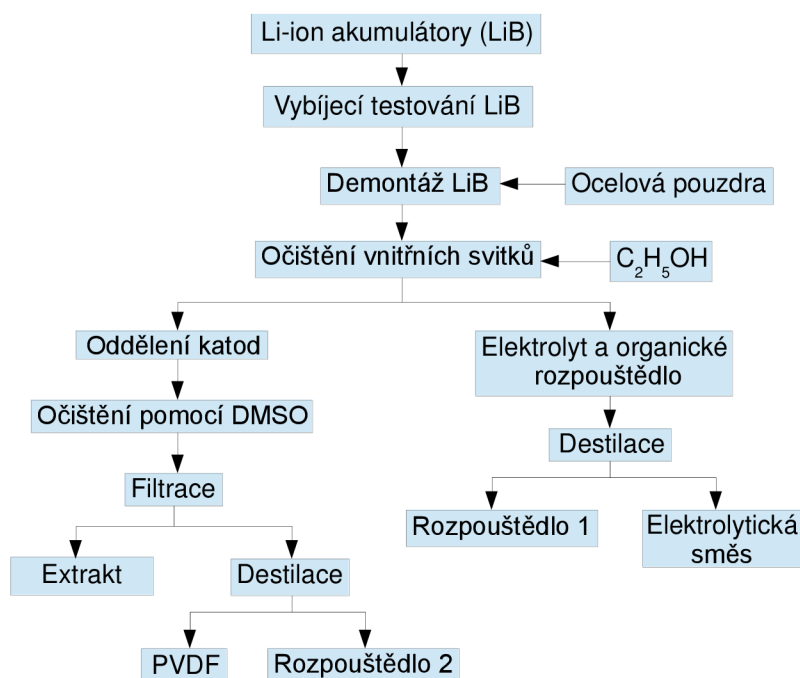 Li-ion akumulátory (LiB)
Vybíjecí testování LiB
Demontáž LiB
Ocelová pouzdra
Očištění vnitřních svitků
C₂H₅OH
Oddělení katod
Elektrolyt a organické
rozpouštědlo
Očištění pomocí DMSO
Destilace
Filtrace
Rozpouštědlo 1
Elektrolytická
směs
Extrakt
Destilace
PVDF
Rozpouštědlo 2